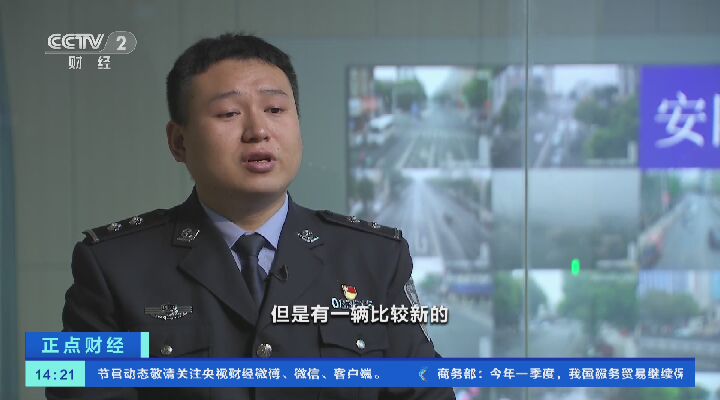 CCTV 2
财经
安
但是有一辆比较新的
正点财经
14:21
节目动态敬请关注央视财经微博、微信、客户端。
商务部：今年一季度，我国服务贸易继续保